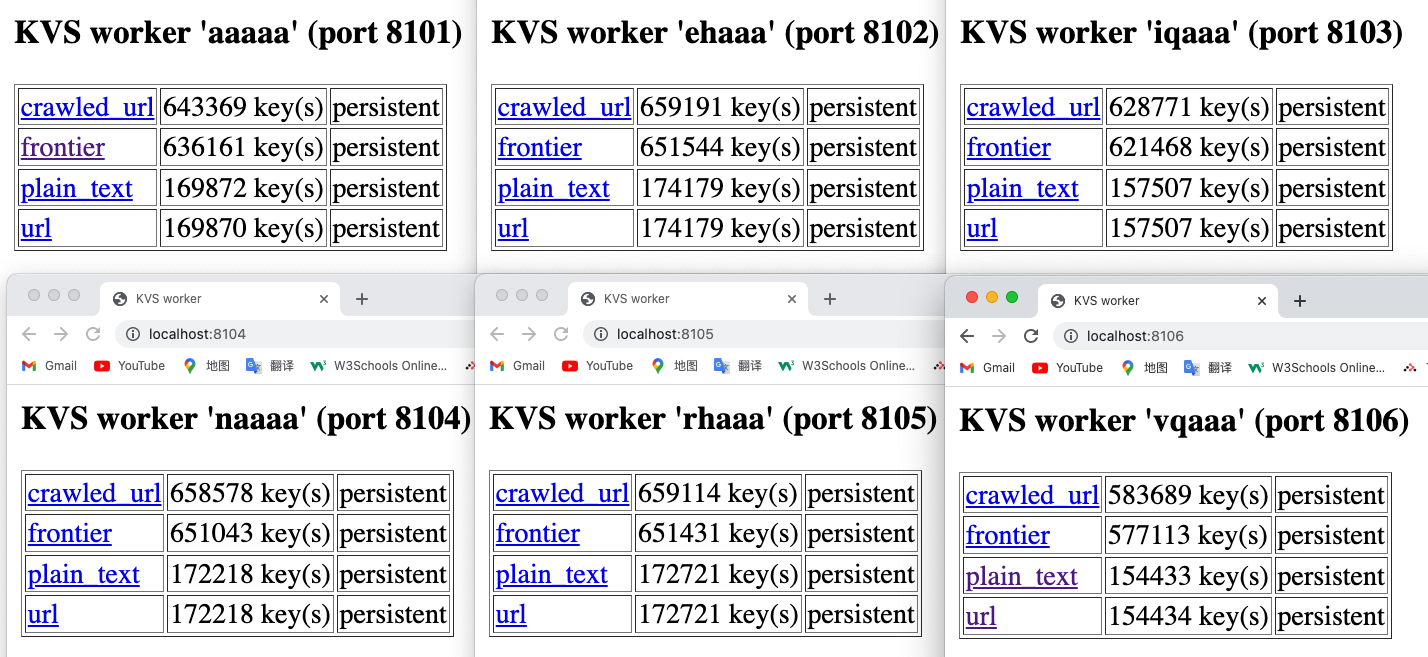 KVS worker 'aaaaa' (port 8101)
crawled_url 643369 key(s) persistent
frontier 636161 key(s) persistent
plain_text 169872 key(s) persistent
url 169870 key(s) persistent
KVS worker 'ehaaa' (port 8102)
crawled_url 659191 key(s) persistent
frontier 651544 key(s) persistent
plain_text 174179 key(s) persistent
url 174179 key(s) persistent
KVS worker 'iqaaa' (port 8103)
crawled_url 628771 key(s) persistent
frontier 621468 key(s) persistent
plain_text 157507 key(s) persistent
url 157507 key(s) persistent
KVS worker
localhost:8104
Gmail YouTube 地图 翻译 W3Schools Online...
KVS worker 'naaaa' (port 8104)
crawled_url 658578 key(s) persistent
frontier 651043 key(s) persistent
plain_text 172218 key(s) persistent
url 172218 key(s) persistent
KVS worker
localhost:8105
Gmail YouTube 地图 翻译 W3Schools Online...
KVS worker 'rhaaa' (port 8105)
crawled_url 659114 key(s) persistent
frontier 651431 key(s) persistent
plain_text 172721 key(s) persistent
url 172721 key(s) persistent
KVS worker
localhost:8106
Gmail YouTube 地图 翻译 W3Schools Online...
KVS worker 'vqaaa' (port 8106)
crawled_url 583689 key(s) persistent
frontier 577113 key(s) persistent
plain_text 154433 key(s) persistent
url 154434 key(s) persistent